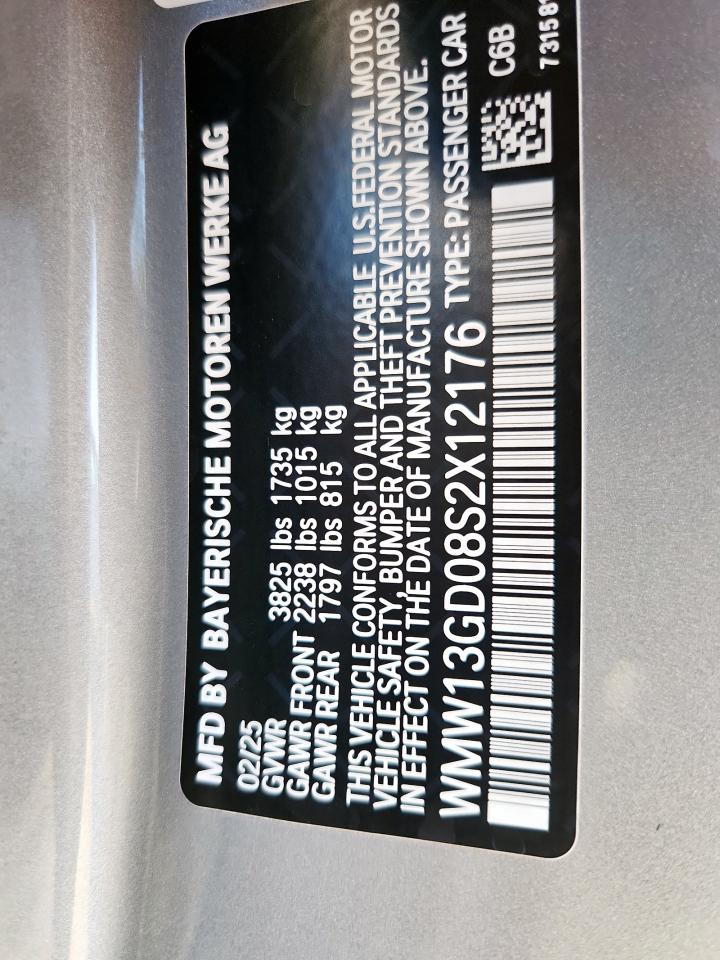 MFD BY BAYERISCHE MOTOREN WERKE AG
02/25
GVWR 3825 lbs 1735 kg
GAWR FRONT 2238 lbs 1015 kg
GAWR REAR 1797 lbs 815 kg
THIS VEHICLE CONFORMS TO ALL APPLICABLE U.S.FEDERAL MOTOR
VEHICLE SAFETY, BUMPER AND THEFT PREVENTION STANDARDS
IN EFFECT ON THE DATE OF MANUFACTURE SHOWN ABOVE.
WMW13GD08S2X12176 TYPE: PASSENGER CAR
C6B